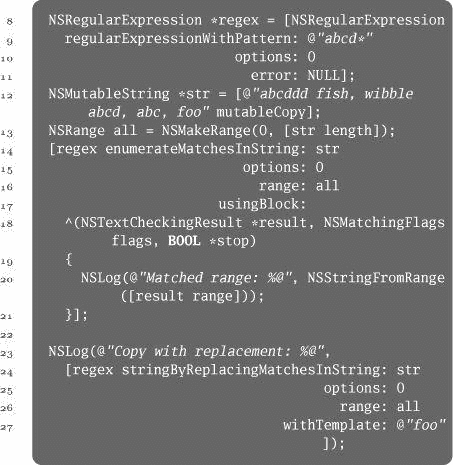 8 NSRegularExpression *regex = [NSRegularExpression
9 regularExpressionWithPattern: @"abcd*"
10 options: 0
11 error: NULL];
12 NSMutableString *str = [@"abcddd fish, wibble
abcd, abc, foo" mutableCopy];
13 NSRange all = NSMakeRange(0, [str length]);
14 [regex enumerateMatchesInString: str
15 options: 0
16 range: all
17 usingBlock:
18 ^(NSTextCheckingResult *result, NSMatchingFlags
flags, BOOL *stop)
19 {
20 NSLog(@"Matched range: %@", NSStringFromRange
([result range]));
21 }];
22
23 NSLog(@"Copy with replacement: %@",
24 [regex stringByReplacingMatchesInString: str
25 options: 0
26 range: all
27 withTemplate: @"foo"
]);